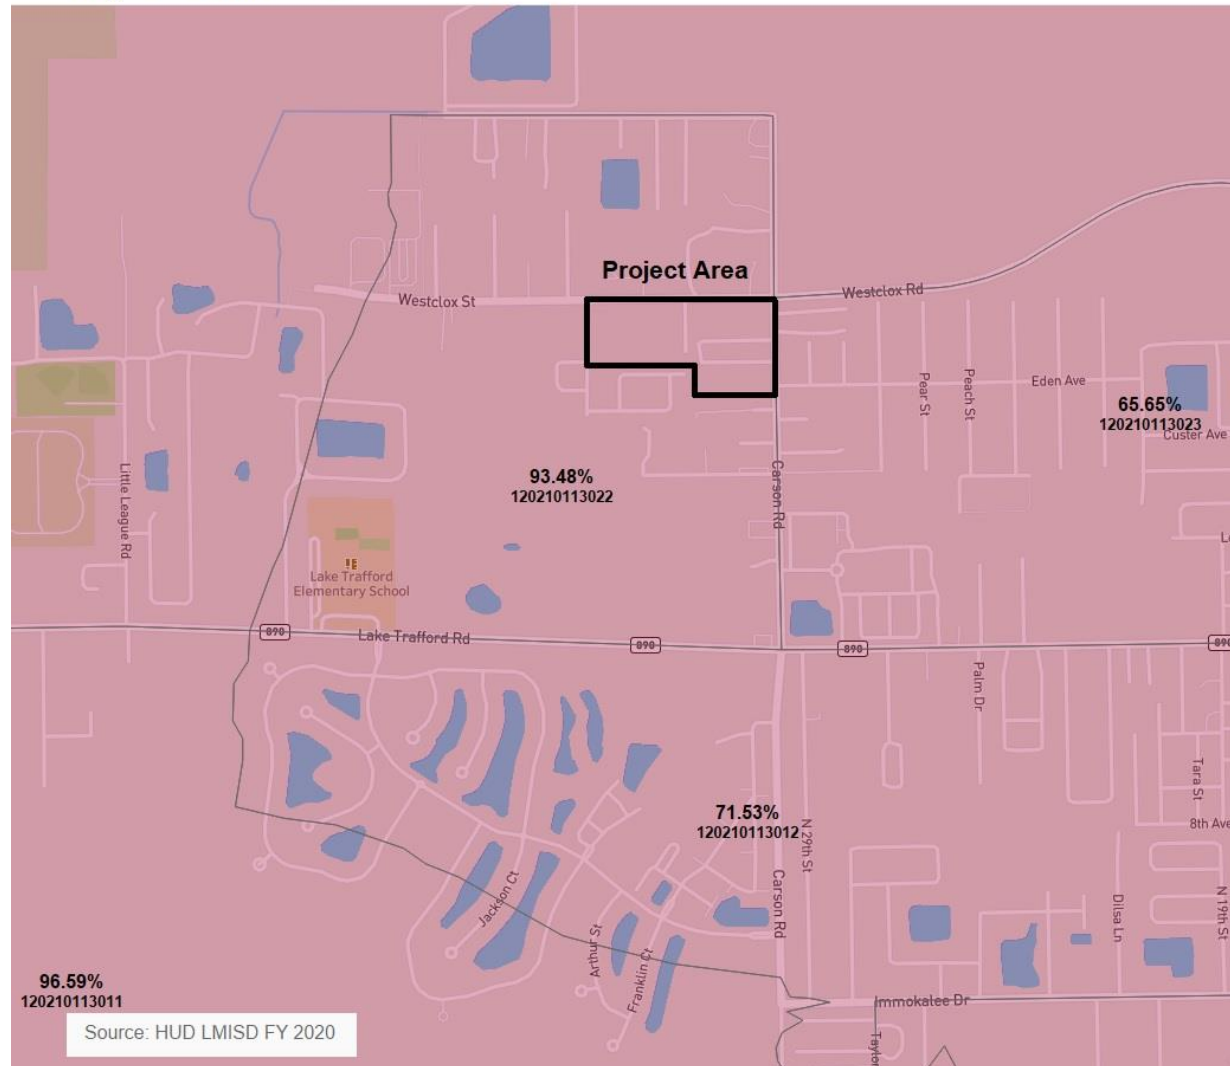 Project Area
Westclox St
Westclox Rd
Pear St
Peach St
Eden Ave
65.65%
120210113023
Custer Ave
Little League Rd
93.48%
120210113022
Carson Rd
Lake Trafford
Elementary School
890
Lake Trafford Rd
890
890
890
Palm Dr
Tara St
71.53%
120210113012
N 29th St
8th Ave
Jackson Ct
Carson Rd
Arthur St
Franklin Ct
Dilsa Ln
N 19th St
96.59%
120210113011
Immokalee Dr
Source: HUD LMISD FY 2020